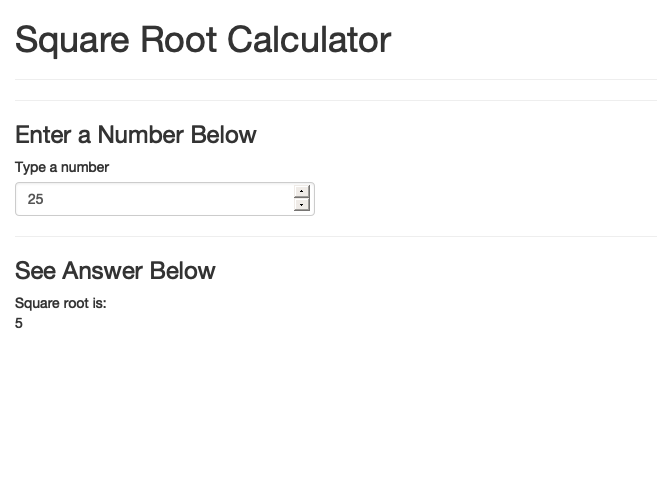 Square Root Calculator
Enter a Number Below
Type a number
25
See Answer Below
Square root is:
5